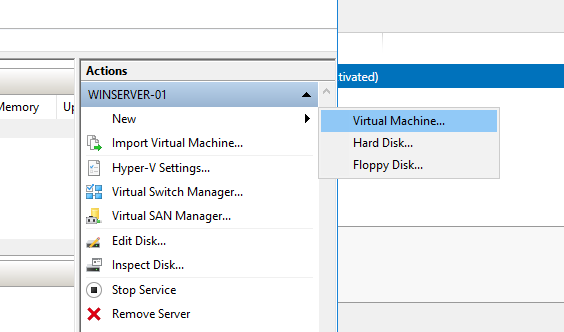 Actions
tivated)
WINSERVER-01
Memory
New
Virtual Machine...
Import Virtual Machine...
Hard Disk...
Hyper-V Settings...
Floppy Disk...
Virtual Switch Manager...
Virtual SAN Manager...
Edit Disk...
Inspect Disk...
Stop Service
Remove Server